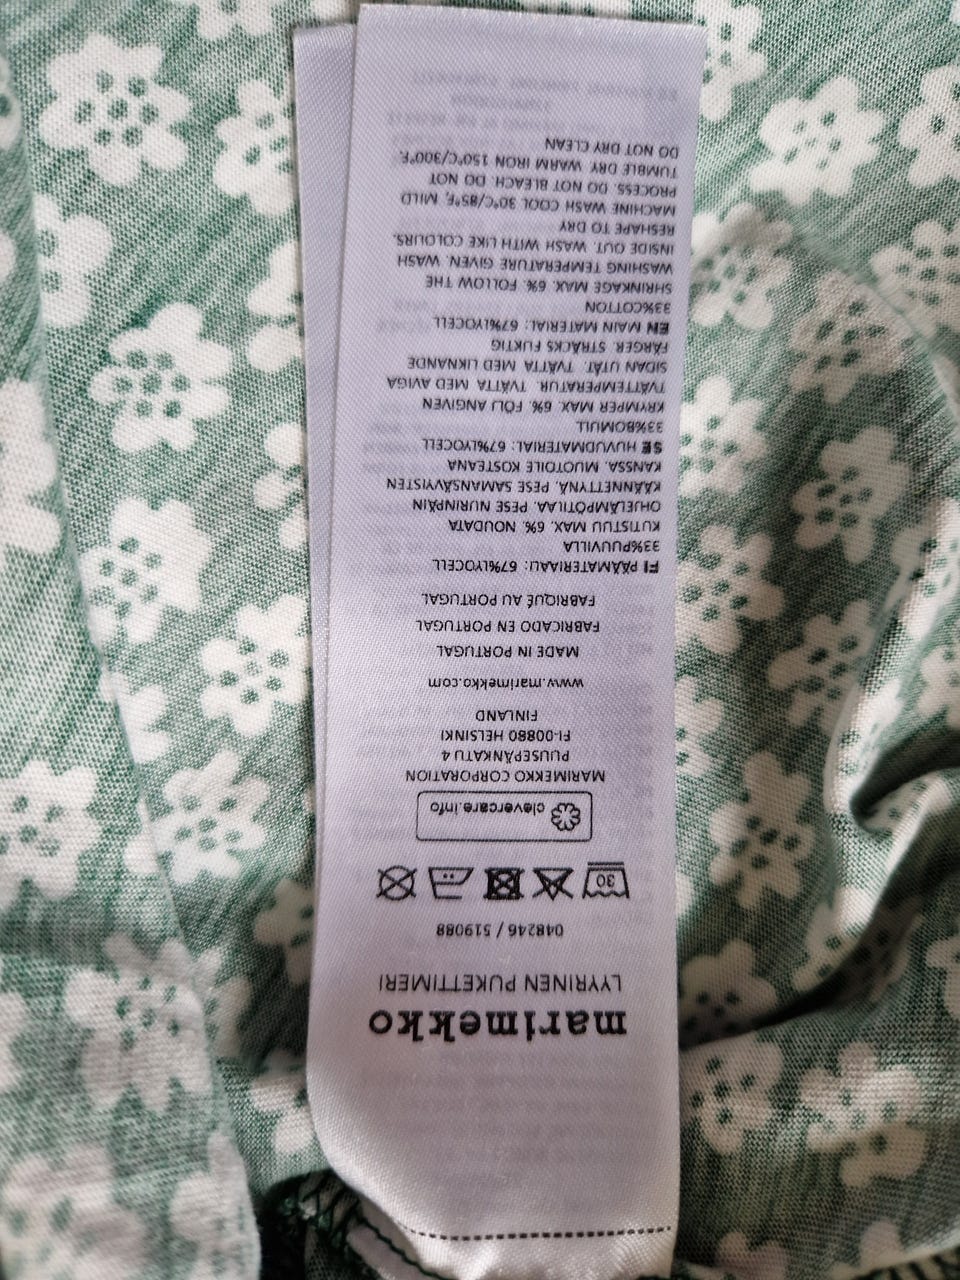 marimekko
LYYRINEN PUKETTIMERI
048246 / 519088
30
clevercare.info
MARIMEKKO CORPORATION
PUUSEPÄNKATU 4
FI-00880 HELSINKI
FINLAND
www.marimekko.com
MADE IN PORTUGAL
FABRICADO EN PORTUGAL
FABRIQUÉ AU PORTUGAL
FI PÄÄMATERIAALI: 67%LYOCELL
33%PUUVILLA
KUTISTUU MAX. 6%. NOUDATA
OHJELÄMPÖTILAA. PESE NURINPÄIN
KÄÄNNETTYNÄ. PESE SAMANSÄVYISTEN
KANSSA. MUOTOILE KOSTEANA
SE HUVUDMATERIAL: 67%LYOCELL
33%BOMULL
KRYMPER MAX. 6%. FÖLJ ANGIVEN
TVÄTTEMPERATUR. TVÄTTA MED AVIGA
SIDAN UTÅT. TVÄTTA MED LIKNANDE
FÄRGER. STRÄCKS FUKTIG
EN MAIN MATERIAL: 67%LYOCELL
33%COTTON
SHRINKAGE MAX. 6%. FOLLOW THE
WASHING TEMPERATURE GIVEN. WASH
INSIDE OUT. WASH WITH LIKE COLOURS.
RESHAPE TO DRY
MACHINE WASH COOL 30°C/85°F, MILD
PROCESS. DO NOT BLEACH. DO NOT
TUMBLE DRY. WARM IRON 150°C/300°F.
DO NOT DRY CLEAN